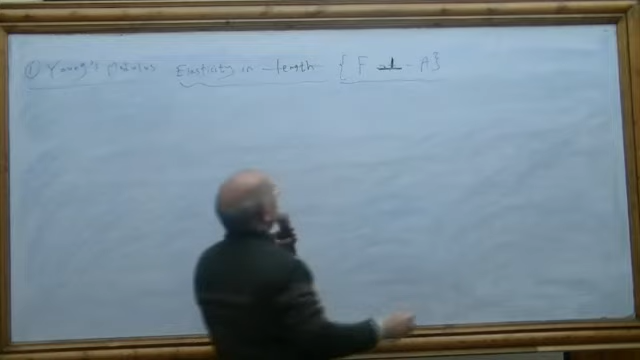 ① Young's Modulus Elasticity in length { F ⊥ A }